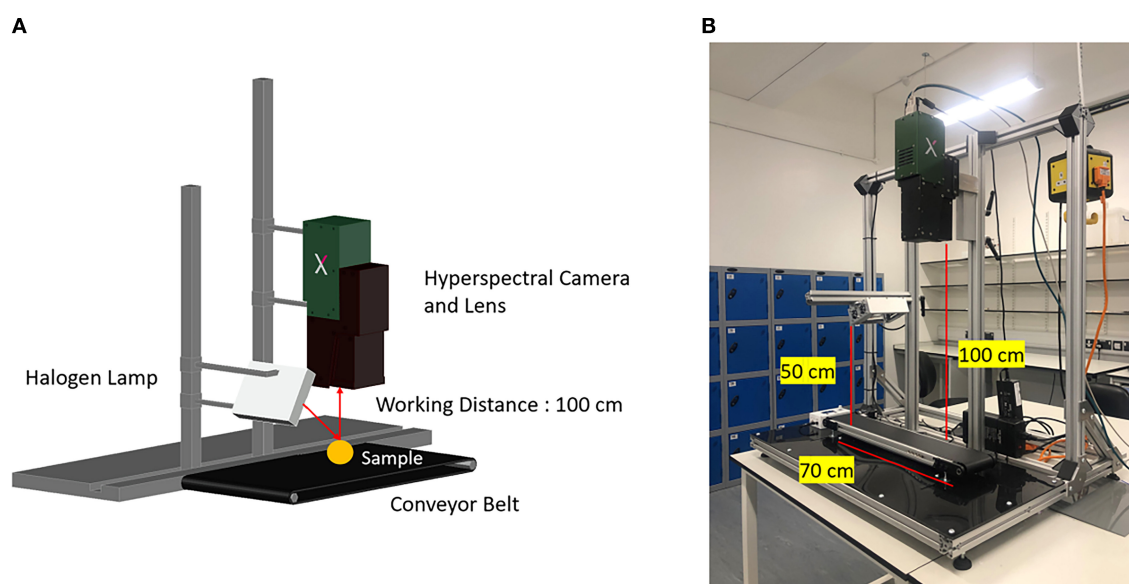 A
B
X
Hyperspectral Camera
and Lens
Halogen Lamp
Working Distance : 100 cm
Sample
Conveyor Belt
X
50 cm
100 cm
70 cm